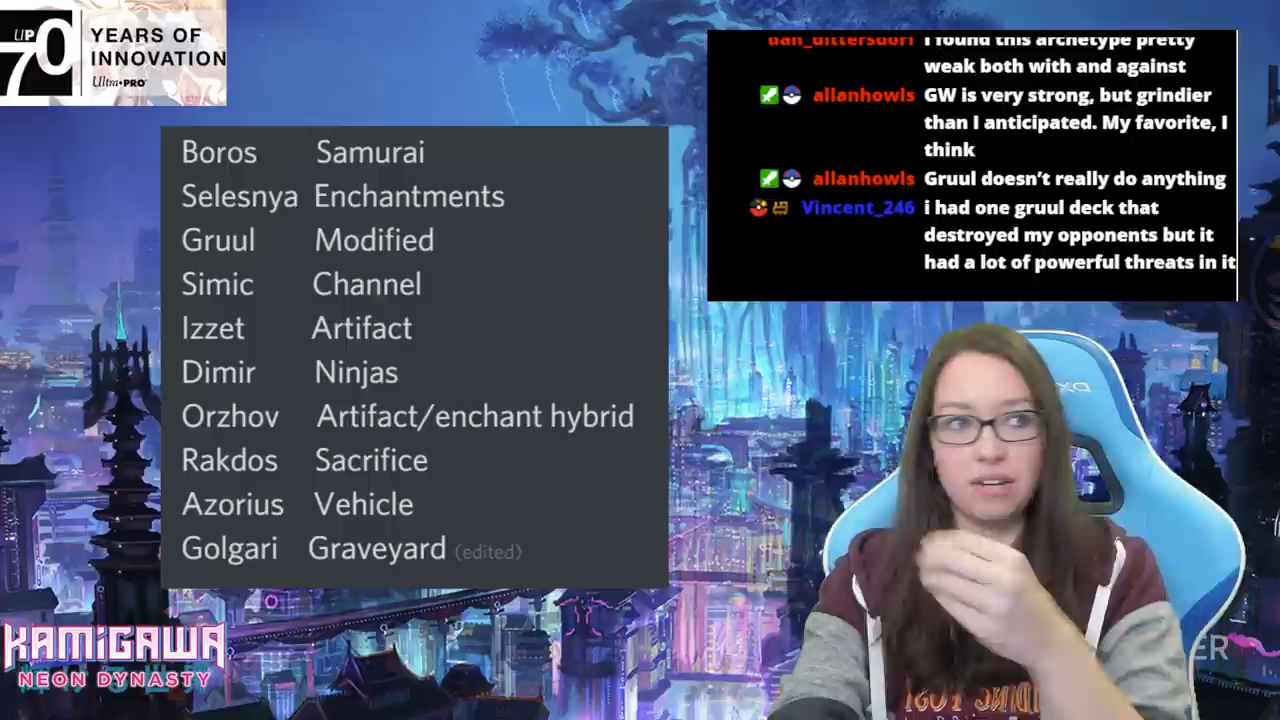 UP
70
YEARS OF
INNOVATION
Ultra•PRO
Boros Samurai
Selesnya Enchantments
Gruul Modified
Simic Channel
Izzet Artifact
Dimir Ninjas
Orzhov Artifact/enchant hybrid
Rakdos Sacrifice
Azorius Vehicle
Golgari Graveyard (edited)
dan_dittersdorf I found this archetype pretty
weak both with and against
allanhowls GW is very strong, but grindier
than I anticipated. My favorite, I
think
allanhowls Gruul doesn't really do anything
Vincent_246 i had one gruul deck that
destroyed my opponents but it
had a lot of powerful threats in it
KAMIGAWA
NEON DYNASTY
ER